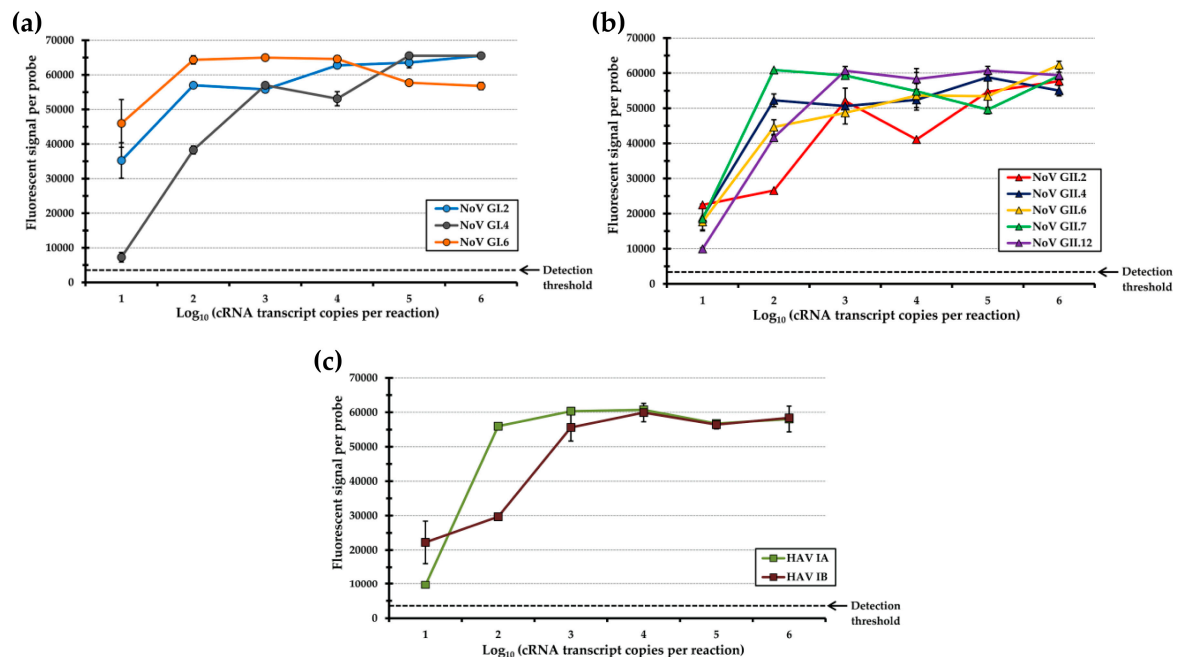 (a)
70000
60000
50000
40000
30000
20000
10000
0
Fluorescent signal per probe
NoV GI.2
NoV GI.4
NoV GI.6
Detection
threshold
1 2 3 4 5 6
Log10 (cRNA transcript copies per reaction)
(b)
70000
60000
50000
40000
30000
20000
10000
0
Fluorescent signal per probe
NoV GII.2
NoV GII.4
NoV GII.6
NoV GII.7
NoV GII.12
Detection
threshold
1 2 3 4 5 6
Log10 (cRNA transcript copies per reaction)
(c)
70000
60000
50000
40000
30000
20000
10000
0
Fluorescent signal per probe
HAV IA
HAV IB
Detection
threshold
1 2 3 4 5 6
Log10 (cRNA transcript copies per reaction)